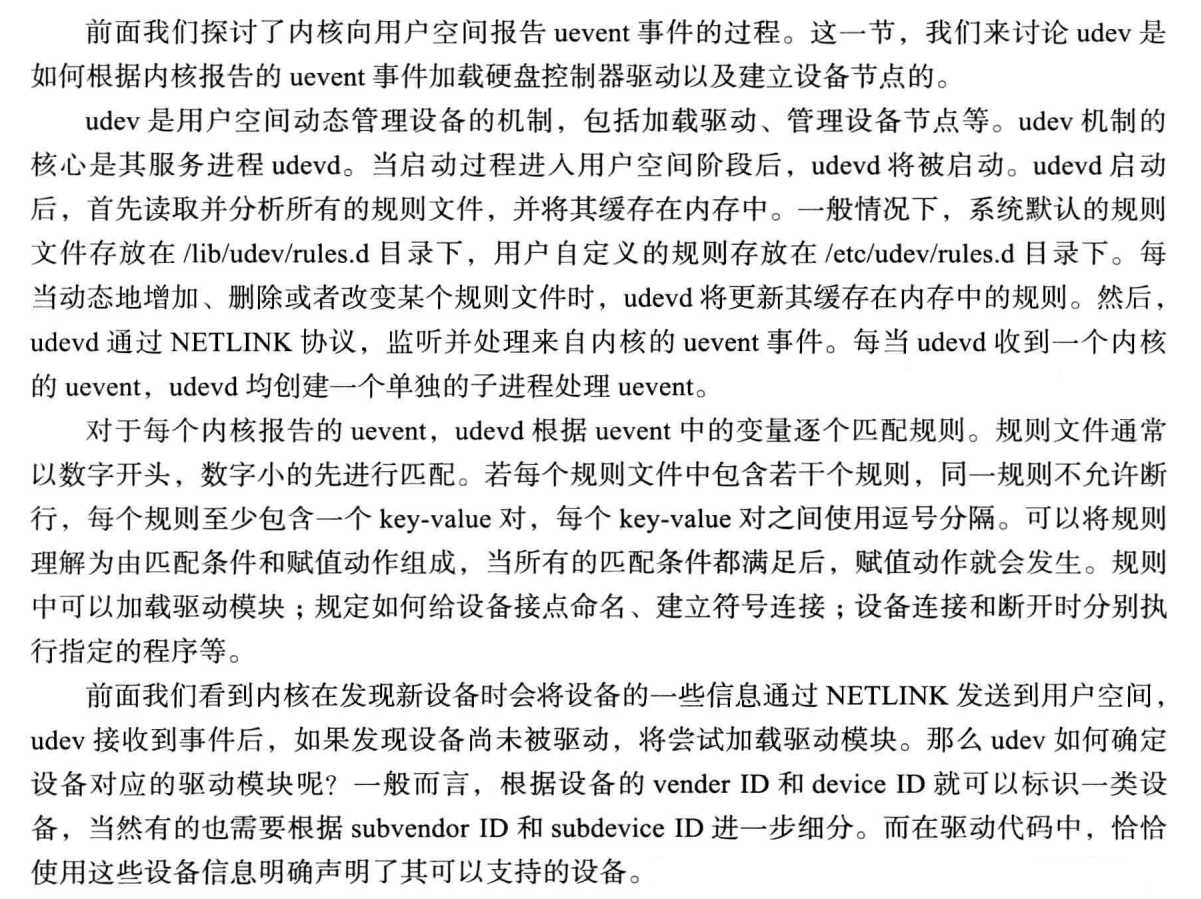 前面我们探讨了内核向用户空间报告 uevent 事件的过程。这一节，我们来讨论 udev 是
如何根据内核报告的 uevent 事件加载硬盘控制器驱动以及建立设备节点的。
udev 是用户空间动态管理设备的机制，包括加载驱动、管理设备节点等。udev 机制的
核心是其服务进程 udevd。当启动过程进入用户空间阶段后，udevd 将被启动。udevd 启动
后，首先读取并分析所有的规则文件，并将其缓存在内存中。一般情况下，系统默认的规则
文件存放在 /lib/udev/rules.d 目录下，用户自定义的规则存放在 /etc/udev/rules.d 目录下。每
当动态地增加、删除或者改变某个规则文件时，udevd 将更新其缓存在内存中的规则。然后，
udevd 通过 NETLINK 协议，监听并处理来自内核的 uevent 事件。每当 udevd 收到一个内核
的 uevent，udevd 均创建一个单独的子进程处理 uevent。
对于每个内核报告的 uevent，udevd 根据 uevent 中的变量逐个匹配规则。规则文件通常
以数字开头，数字小的先进行匹配。若每个规则文件中包含若干个规则，同一规则不允许断
行，每个规则至少包含一个 key-value 对，每个 key-value 对之间使用逗号分隔。可以将规则
理解为由匹配条件和赋值动作组成，当所有的匹配条件都满足后，赋值动作就会发生。规则
中可以加载驱动模块；规定如何给设备接点命名、建立符号连接；设备连接和断开时分别执
行指定的程序等。
前面我们看到内核在发现新设备时会将设备的一些信息通过 NETLINK 发送到用户空间，
udev 接收到事件后，如果发现设备尚未被驱动，将尝试加载驱动模块。那么 udev 如何确定
设备对应的驱动模块呢？一般而言，根据设备的 vender ID 和 device ID 就可以标识一类设
备，当然有的也需要根据 subvendor ID 和 subdevice ID 进一步细分。而在驱动代码中，恰恰
使用这些设备信息明确声明了其可以支持的设备。